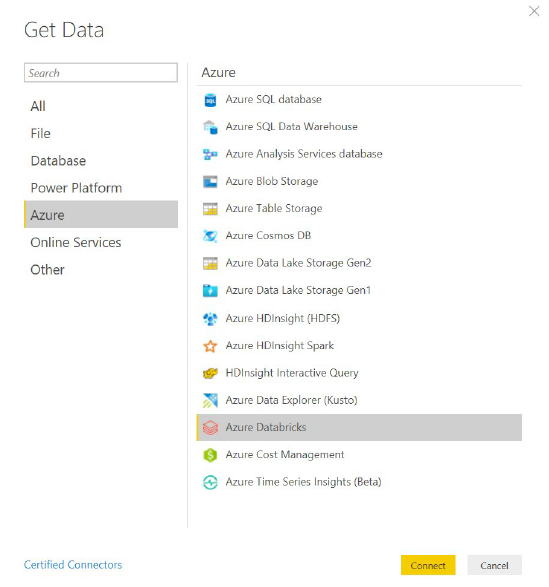 Get Data
Search
All
File
Database
Power Platform
Azure
Online Services
Other
Azure
Azure SQL database
Azure SQL Data Warehouse
Azure Analysis Services database
Azure Blob Storage
Azure Table Storage
Azure Cosmos DB
Azure Data Lake Storage Gen2
Azure Data Lake Storage Gen1
Azure HDInsight (HDFS)
Azure HDInsight Spark
HDInsight Interactive Query
Azure Data Explorer (Kusto)
Azure Databricks
Azure Cost Management
Azure Time Series Insights (Beta)
Certified Connectors
Connect
Cancel